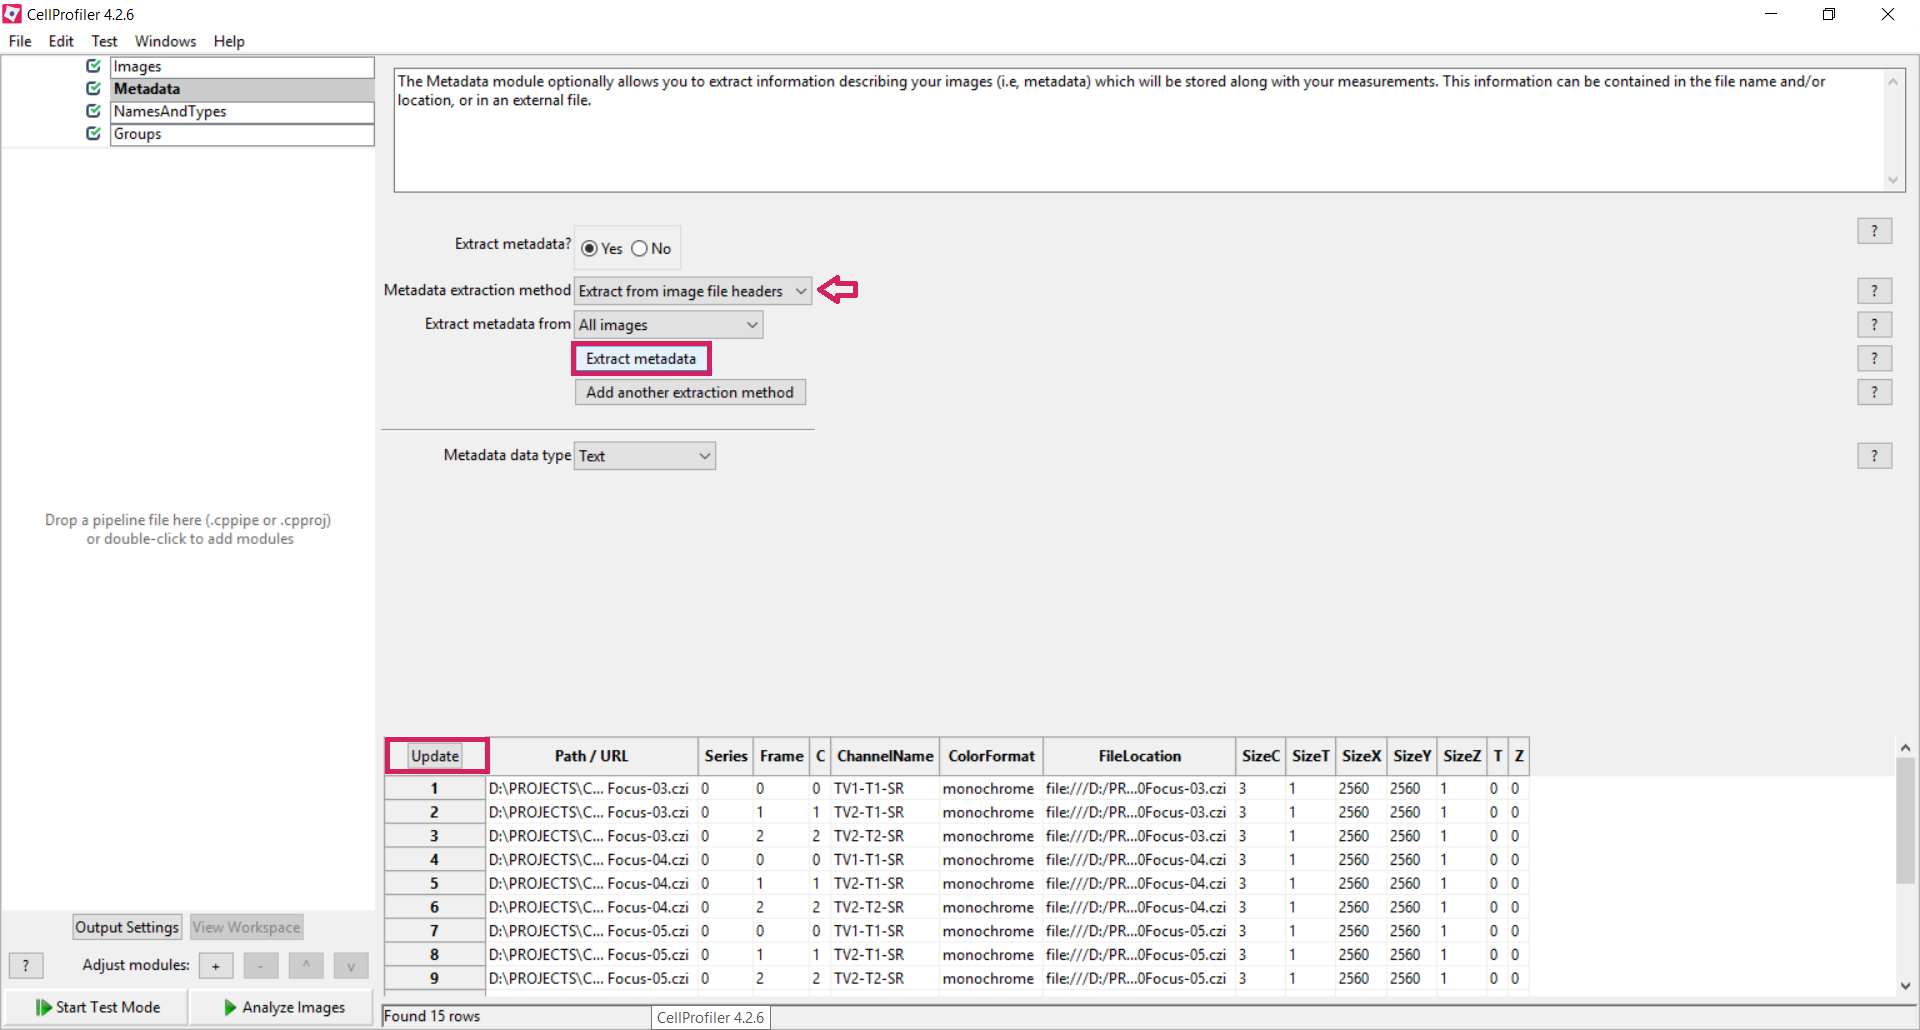 CellProfiler 4.2.6
File Edit Test Windows Help
Images
Metadata
NamesAndTypes
Groups
The Metadata module optionally allows you to extract information describing your images (i.e, metadata) which will be stored along with your measurements. This information can be contained in the file name and/or
location, or in an external file.
Extract metadata? Yes No ?
Metadata extraction method Extract from image file headers ?
Extract metadata from All images ?
Extract metadata ?
Add another extraction method ?
Metadata data type Text ?
Drop a pipeline file here (.cppipe or .cpproj)
or double-click to add modules
Update Path / URL Series Frame C ChannelName ColorFormat FileLocation SizeC SizeT SizeX SizeY SizeZ T Z
1 D:\PROJECTS\C... Focus-03.czi 0 0 0 TV1-T1-SR monochrome file:///D:/PR...0Focus-03.czi 3 1 2560 2560 1 0 0
2 D:\PROJECTS\C... Focus-03.czi 0 1 1 TV2-T1-SR monochrome file:///D:/PR...0Focus-03.czi 3 1 2560 2560 1 0 0
3 D:\PROJECTS\C... Focus-03.czi 0 2 2 TV2-T2-SR monochrome file:///D:/PR...0Focus-03.czi 3 1 2560 2560 1 0 0
4 D:\PROJECTS\C... Focus-04.czi 0 0 0 TV1-T1-SR monochrome file:///D:/PR...0Focus-04.czi 3 1 2560 2560 1 0 0
5 D:\PROJECTS\C... Focus-04.czi 0 1 1 TV2-T1-SR monochrome file:///D:/PR...0Focus-04.czi 3 1 2560 2560 1 0 0
6 D:\PROJECTS\C... Focus-04.czi 0 2 2 TV2-T2-SR monochrome file:///D:/PR...0Focus-04.czi 3 1 2560 2560 1 0 0
7 D:\PROJECTS\C... Focus-05.czi 0 0 0 TV1-T1-SR monochrome file:///D:/PR...0Focus-05.czi 3 1 2560 2560 1 0 0
8 D:\PROJECTS\C... Focus-05.czi 0 1 1 TV2-T1-SR monochrome file:///D:/PR...0Focus-05.czi 3 1 2560 2560 1 0 0
9 D:\PROJECTS\C... Focus-05.czi 0 2 2 TV2-T2-SR monochrome file:///D:/PR...0Focus-05.czi 3 1 2560 2560 1 0 0
Output Settings View Workspace
? Adjust modules: + - ^ v
Start Test Mode Analyze Images
Found 15 rows
CellProfiler 4.2.6